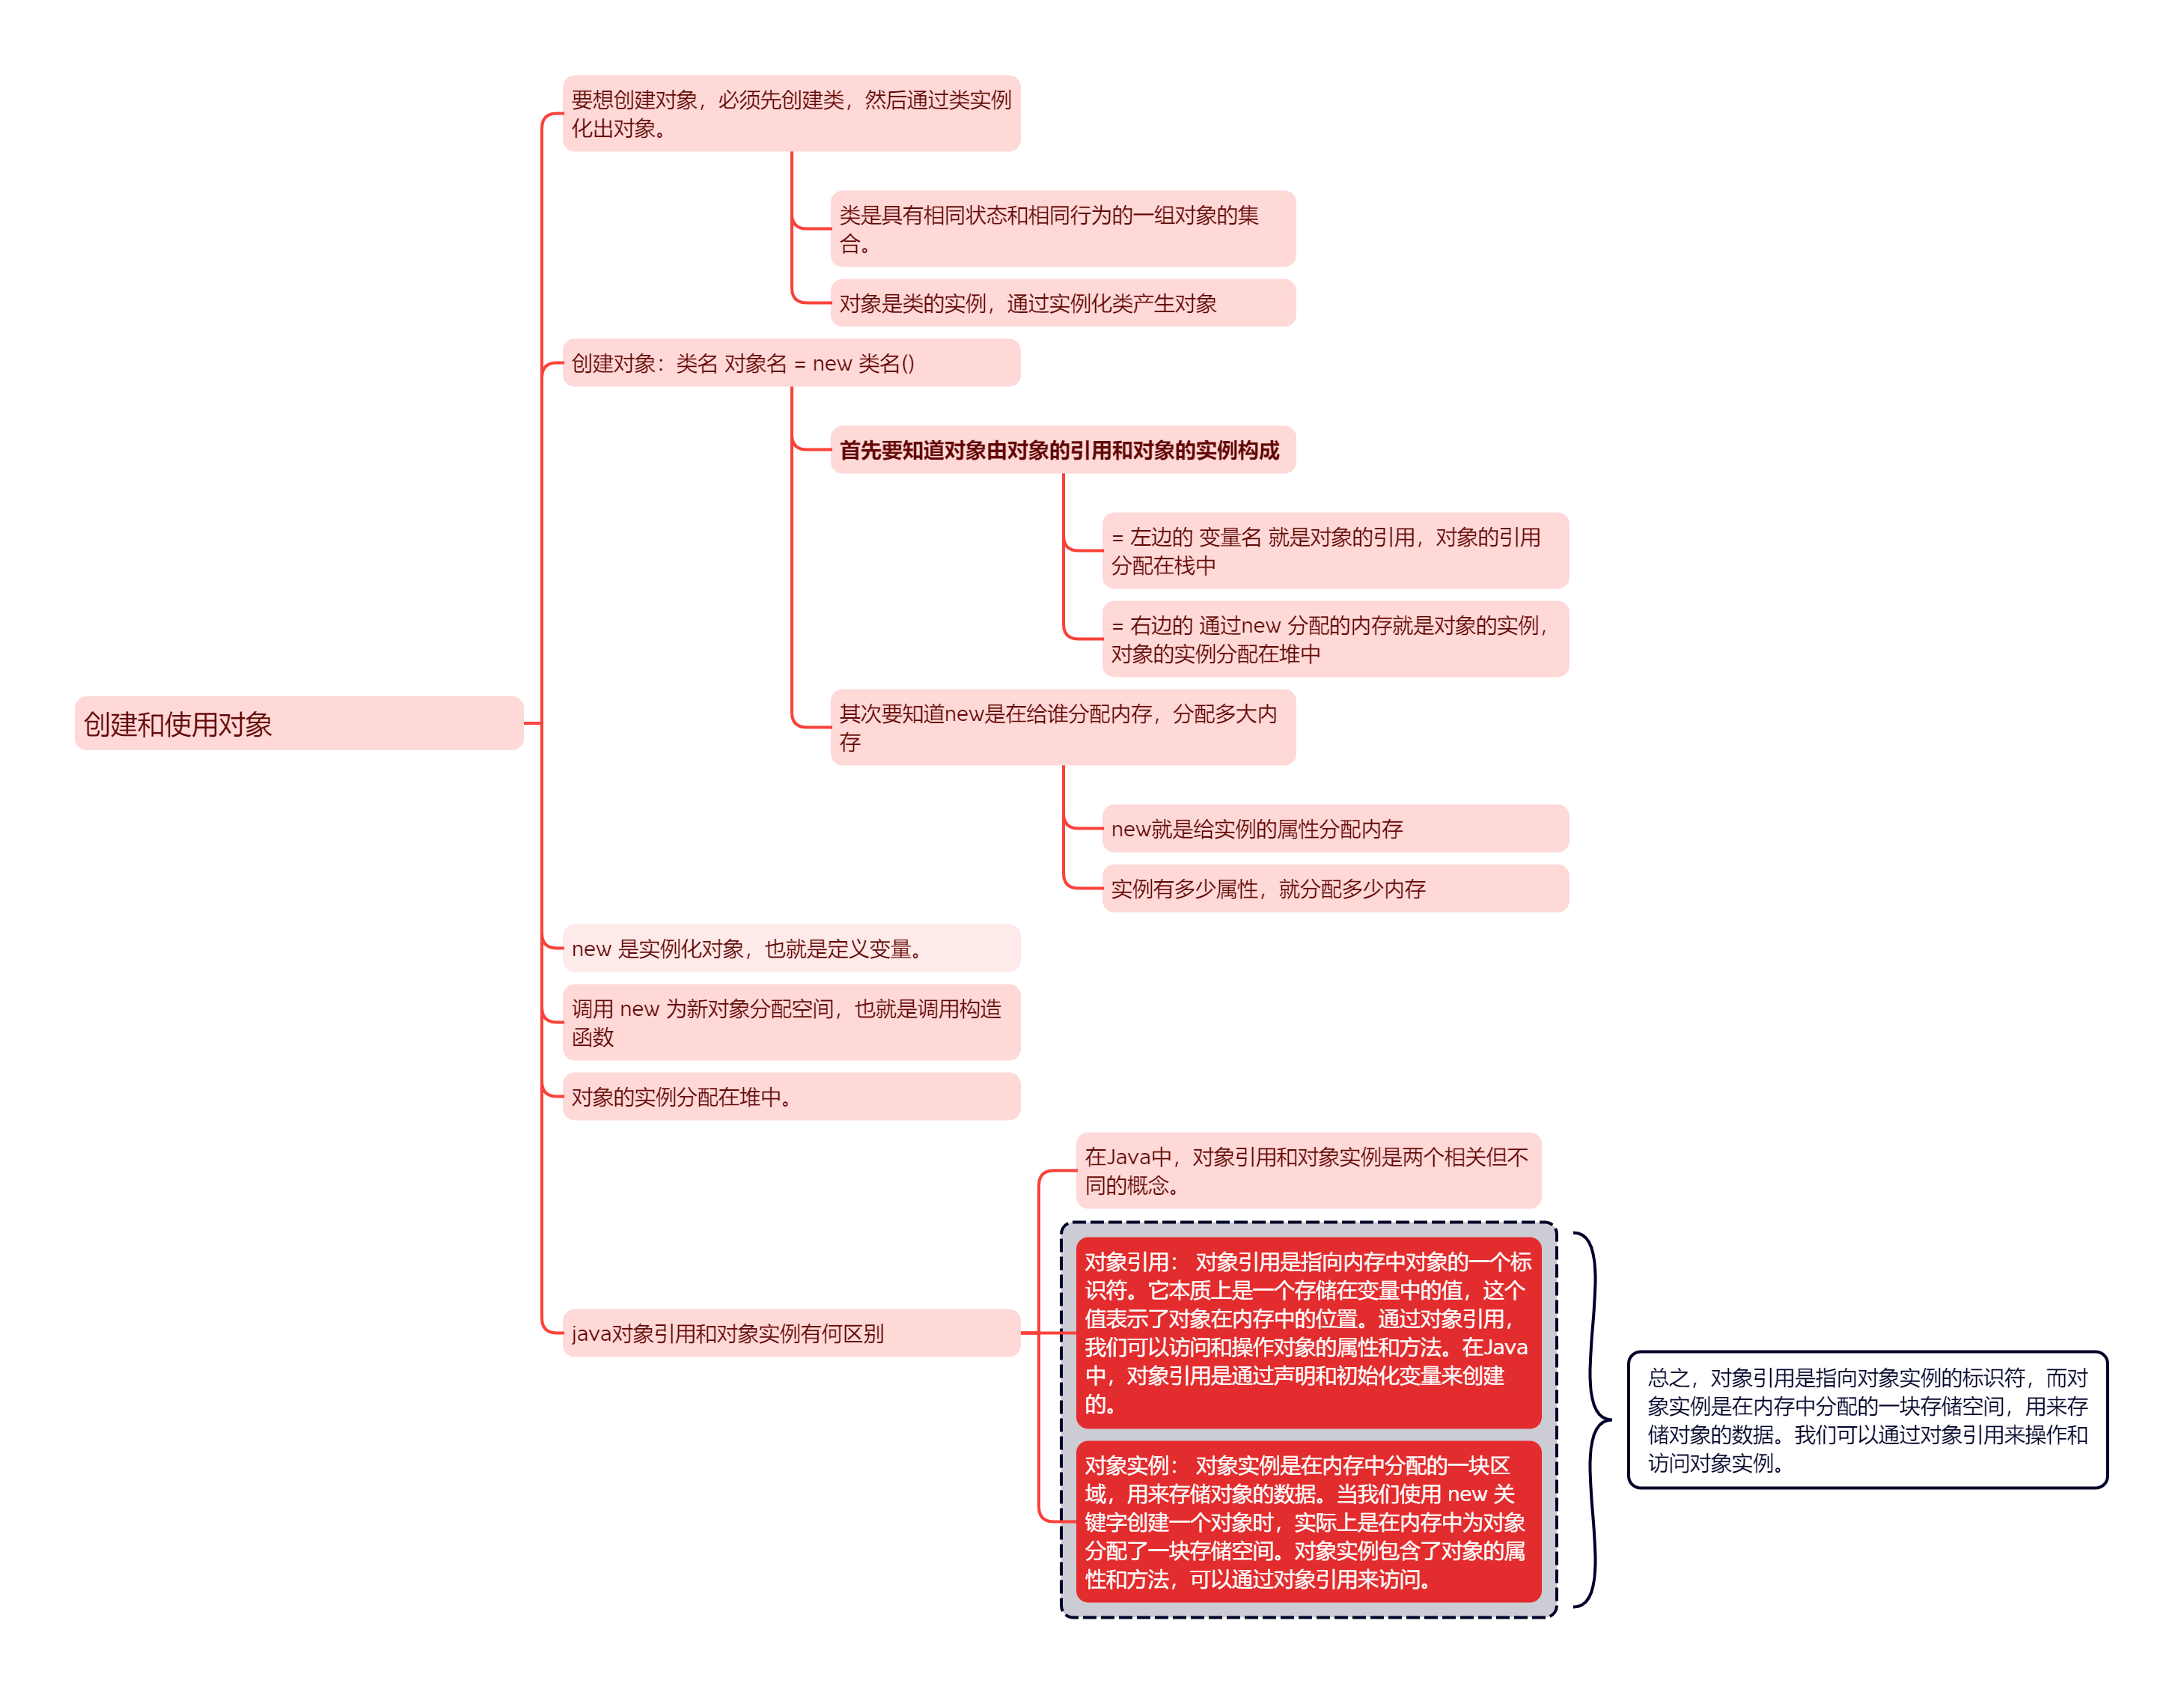 要想创建对象，必须先创建类，然后通过类实例
化出对象。
类是具有相同状态和相同行为的一组对象的集
合。
对象是类的实例，通过实例化类产生对象
创建对象：类名 对象名 = new 类名()
首先要知道对象由对象的引用和对象的实例构成
= 左边的 变量名 就是对象的引用，对象的引用
分配在栈中
= 右边的 通过new 分配的内存就是对象的实例，
对象的实例分配在堆中
创建和使用对象
其次要知道new是在给谁分配内存，分配多大内
存
new就是给实例的属性分配内存
实例有多少属性，就分配多少内存
new 是实例化对象，也就是定义变量。
调用 new 为新对象分配空间，也就是调用构造
函数
对象的实例分配在堆中。
java对象引用和对象实例有何区别
在Java中，对象引用和对象实例是两个相关但不
同的概念。
对象引用： 对象引用是指向内存中对象的一个标
识符。它本质上是一个存储在变量中的值，这个
值表示了对象在内存中的位置。通过对象引用，
我们可以访问和操作对象的属性和方法。在Java
中，对象引用是通过声明和初始化变量来创建
的。
对象实例： 对象实例是在内存中分配的一块区
域，用来存储对象的数据。当我们使用 new 关
键字创建一个对象时，实际上是在内存中为对象
分配了一块存储空间。对象实例包含了对象的属
性和方法，可以通过对象引用来访问。
总之，对象引用是指向对象实例的标识符，而对
象实例是在内存中分配的一块存储空间，用来存
储对象的数据。我们可以通过对象引用来操作和
访问对象实例。